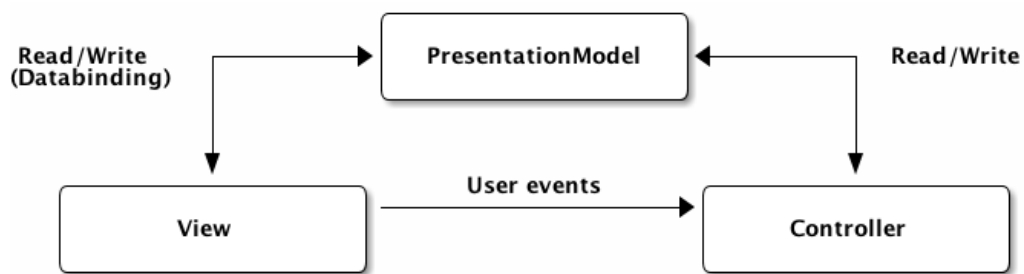 PresentationModel
Read/Write
(Databinding)
Read/Write
User events
View
Controller